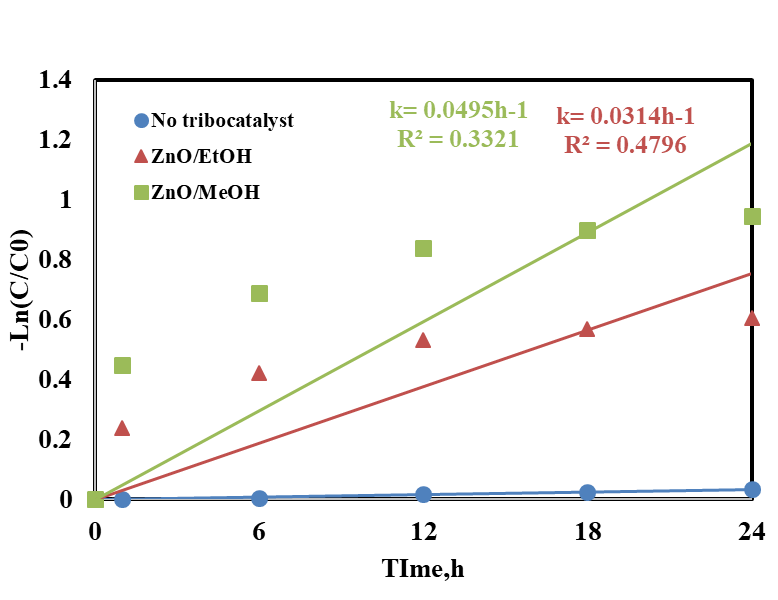 k= 0.0495h-1
R² = 0.3321
k= 0.0314h-1
R² = 0.4796
No tribocatalyst
ZnO/EtOH
ZnO/MeOH
-Ln(C/C0)
1.4
1.2
1
0.8
0.6
0.4
0.2
0
0 6 12 18 24
TIme,h